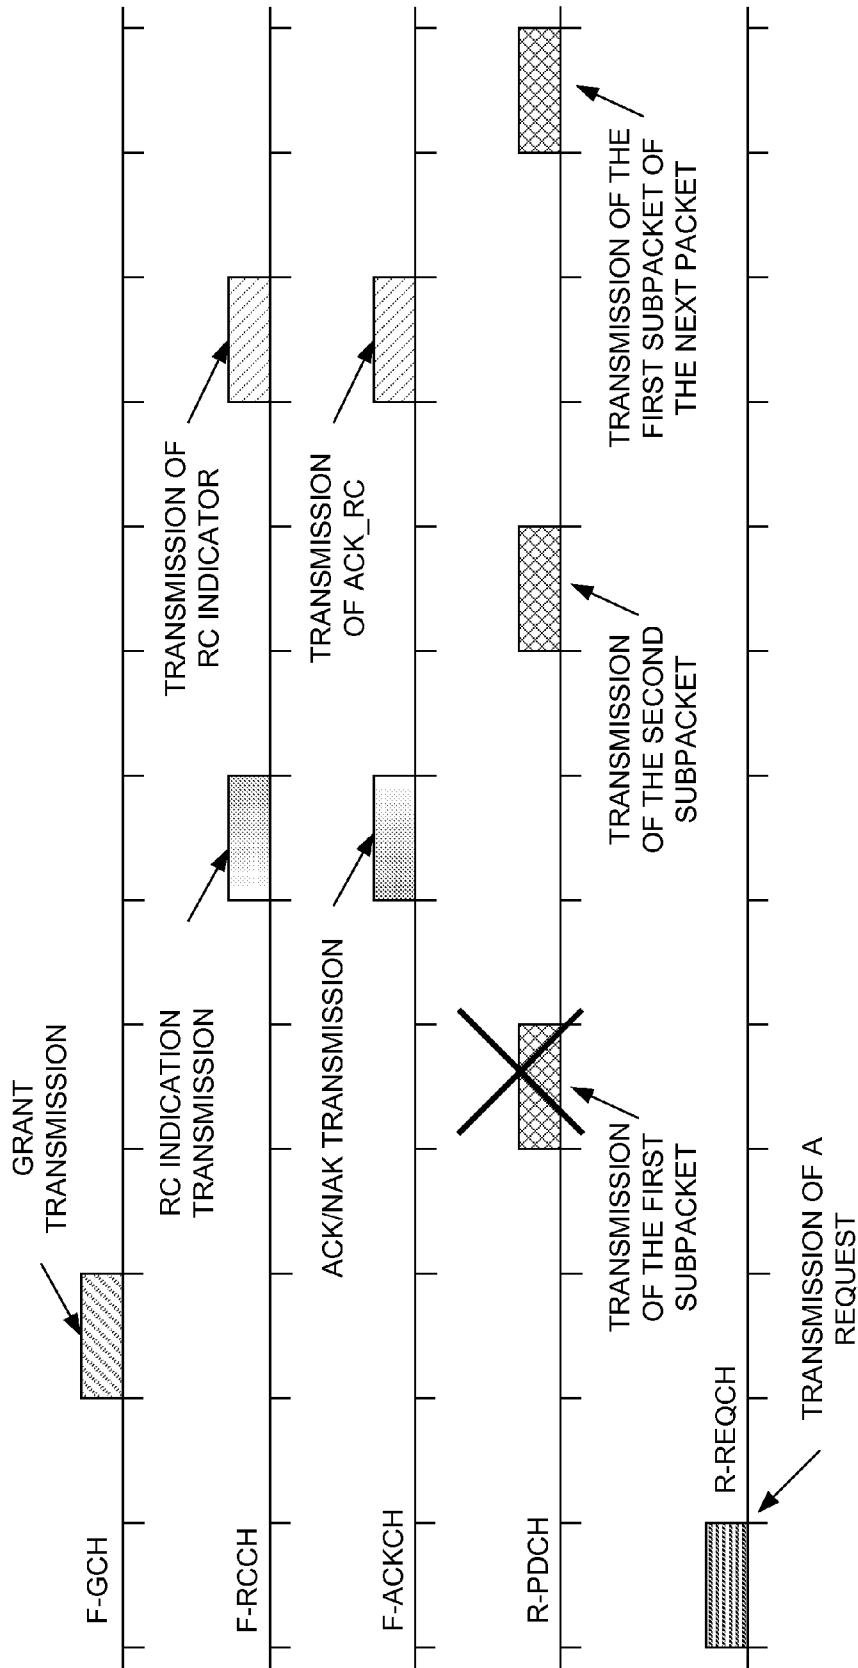 F-GCH
GRANT
TRANSMISSION
F-RCCH
RC INDICATION
TRANSMISSION
TRANSMISSION OF
RC INDICATOR
F-ACKCH
ACK/NAK TRANSMISSION
TRANSMISSION
OF ACK_RC
R-PDCH
TRANSMISSION
OF THE FIRST
SUBPACKET
TRANSMISSION
OF THE SECOND
SUBPACKET
TRANSMISSION OF THE
FIRST SUBPACKET OF
THE NEXT PACKET
R-REQCH
TRANSMISSION OF A
REQUEST